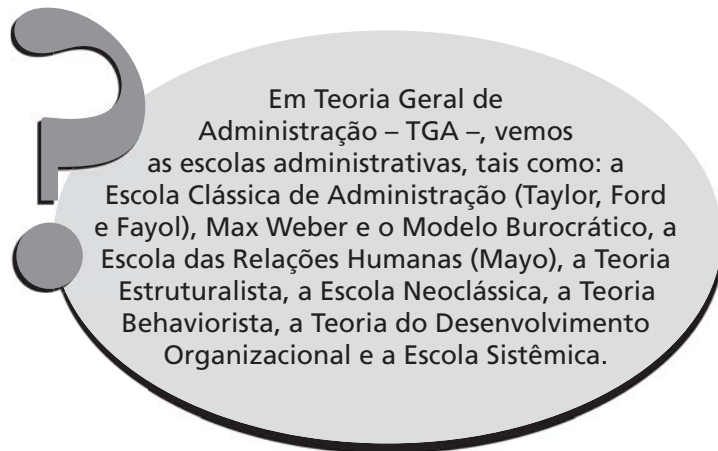 ?
Em Teoria Geral de
Administração – TGA –, vemos
as escolas administrativas, tais como: a
Escola Clássica de Administração (Taylor, Ford
e Fayol), Max Weber e o Modelo Burocrático, a
Escola das Relações Humanas (Mayo), a Teoria
Estruturalista, a Escola Neoclássica, a Teoria
Behaviorista, a Teoria do Desenvolvimento
Organizacional e a Escola Sistêmica.